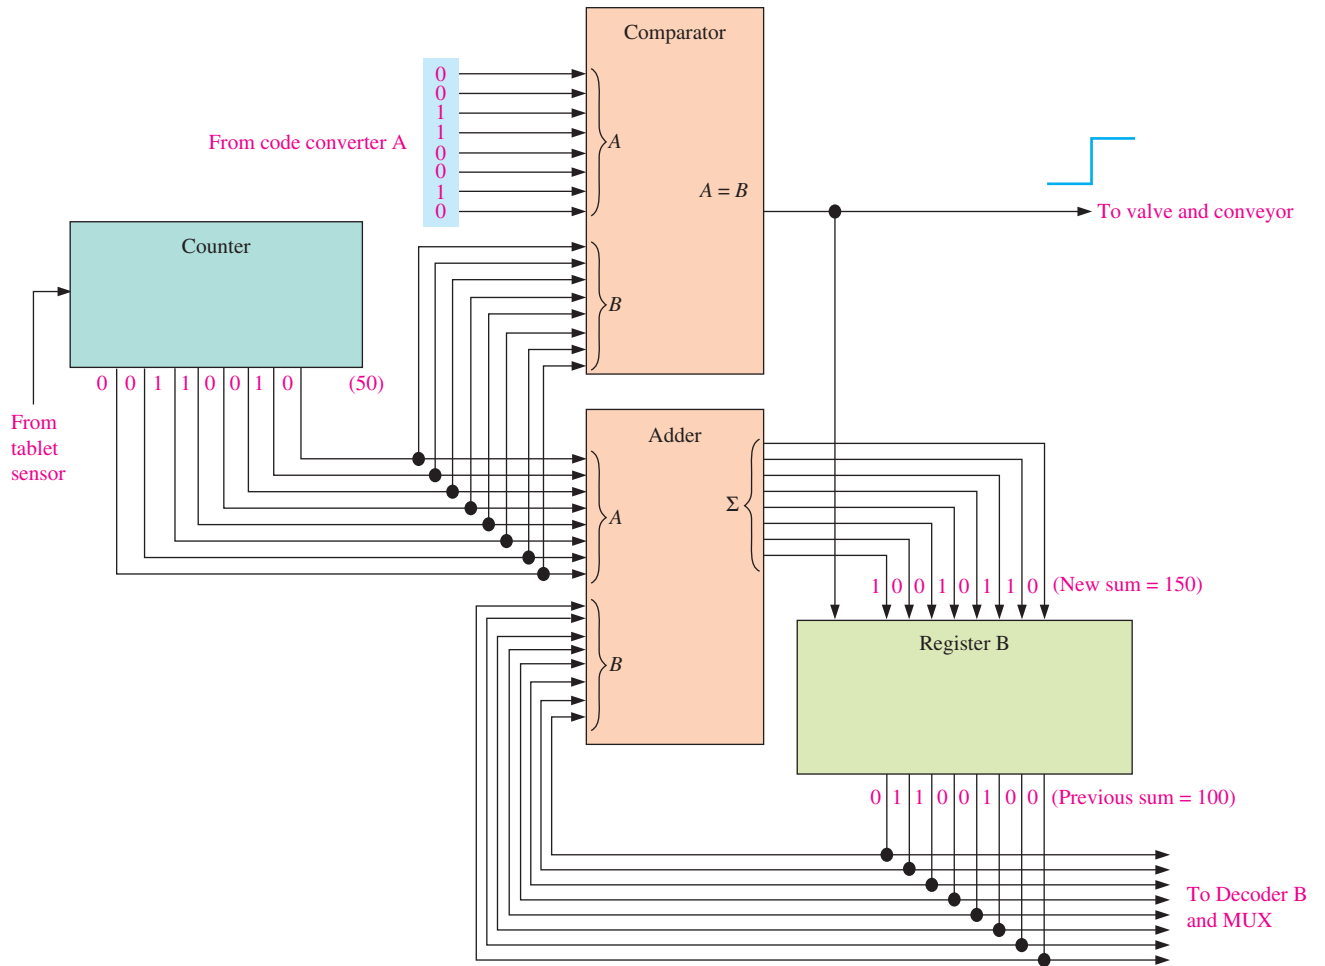 Comparator
0
0
1
1
0
0
1
0
From code converter A
A
A = B
To valve and conveyor
Counter
B
0 0 1 1 0 0 1 0 (50)
From
tablet
sensor
Adder
Σ
A
1 0 0 1 0 1 1 0 (New sum = 150)
Register B
B
0 1 1 0 0 1 0 0 (Previous sum = 100)
To Decoder B
and MUX